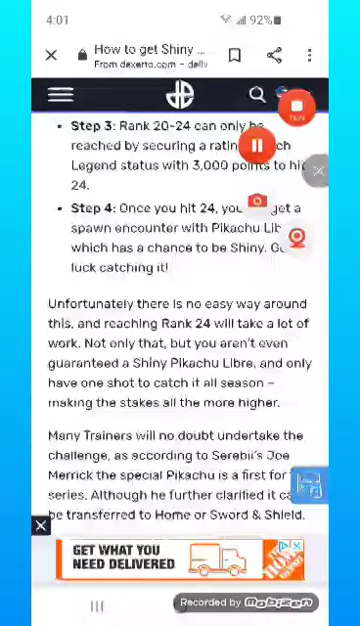 4:01
92%
How to get Shiny ...
From dexerto.com – deliv
• Step 3: Rank 20-24 can only be
reached by securing a rating
Legend status with 3,000 points to hit
24.
• Step 4: Once you hit 24, you get a
spawn encounter with Pikachu Lib
which has a chance to be Shiny.
luck catching it!
Unfortunately there is no easy way around
this, and reaching Rank 24 will take a lot of
work. Not only that, but you aren't even
guaranteed a Shiny Pikachu Libre, and only
have one shot to catch it all season –
making the stakes all the more higher.
Many Trainers will no doubt undertake the
challenge, as according to Serebii's Joe
Merrick the special Pikachu is a first for
series. Although he further clarified it
be transferred to Home or Sword & Shield.
GET WHAT YOU
NEED DELIVERED
Recorded by Mobizen